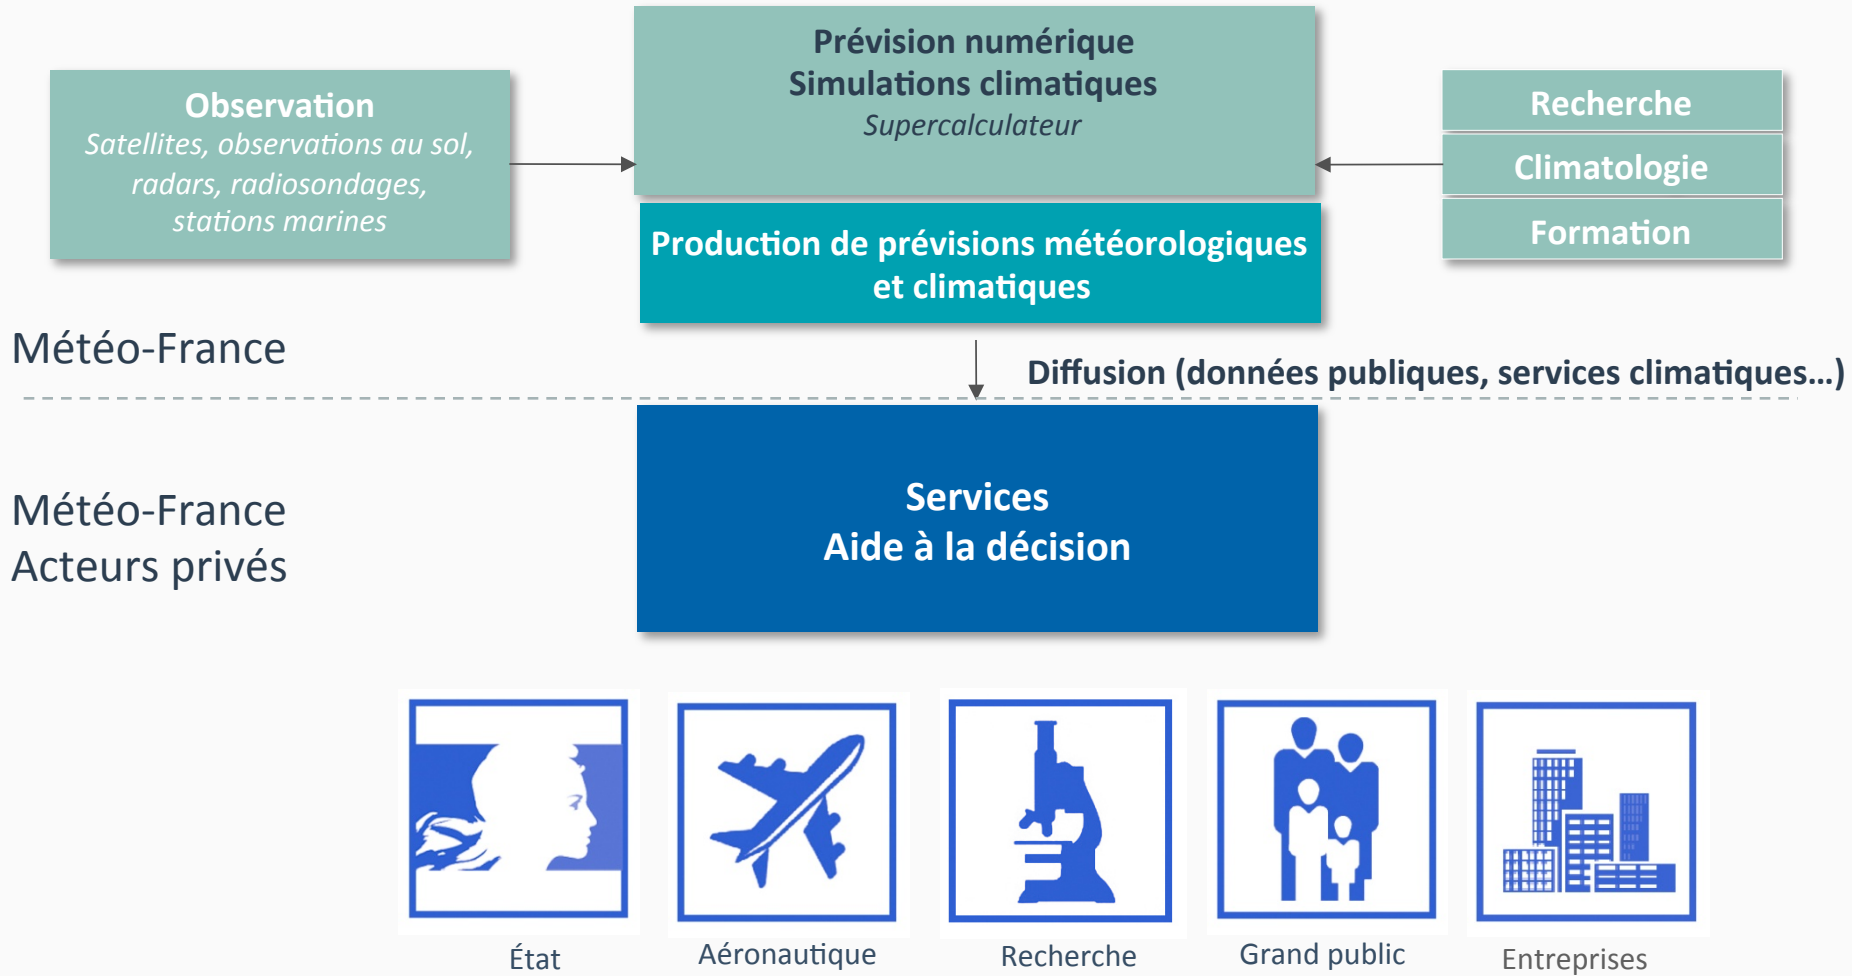 Prévision numérique
Simulations climatiques
Supercalculateur
Observation
Satellites, observations au sol,
radars, radiosondages,
stations marines
Recherche
Climatologie
Formation
Production de prévisions météorologiques
et climatiques
Météo-France
Diffusion (données publiques, services climatiques...)
Météo-France
Acteurs privés
Services
Aide à la décision
État
Aéronautique
Recherche
Grand public
Entreprises